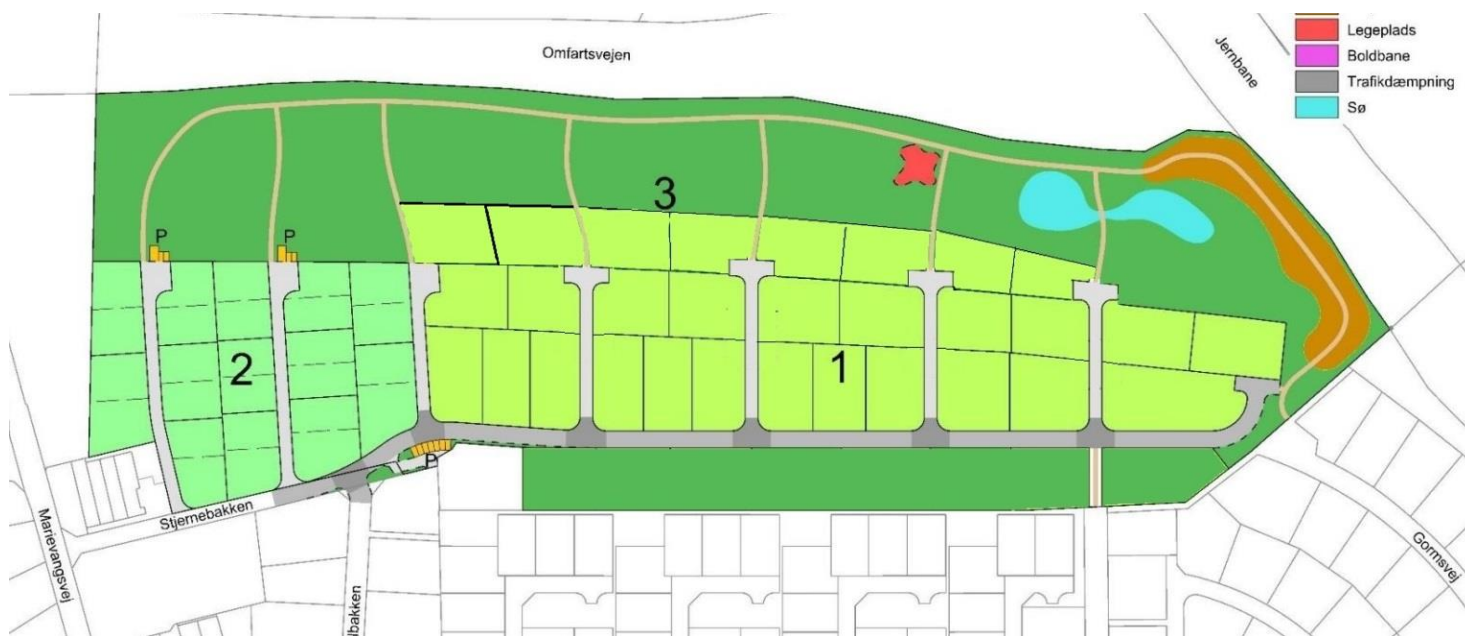 Omfartsvejen
Jernbane
Legeplads
Boldbane
Trafikdæmpning
Sø
3
P
P
2
1
P
Stjernebakken
Marievangsvej
Gormsvej